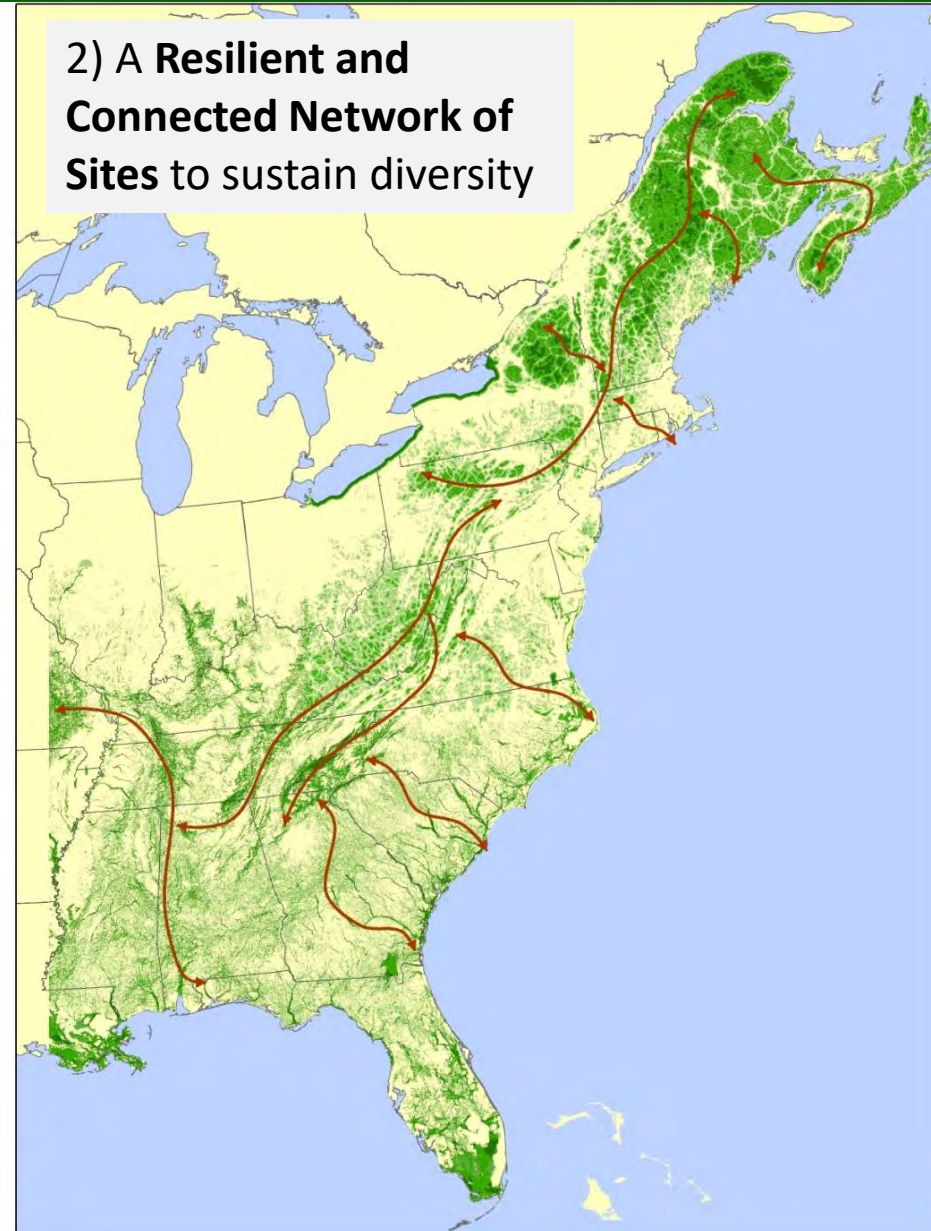 2) A Resilient and
Connected Network of
Sites to sustain diversity